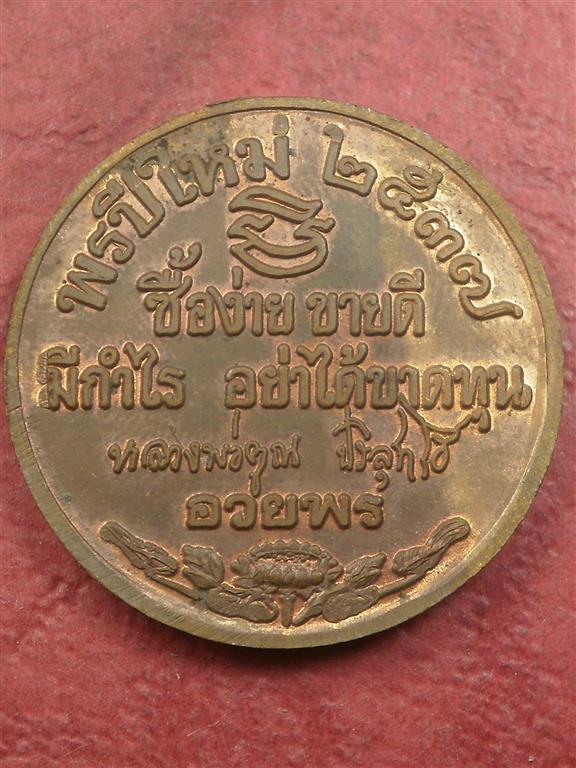 พรปีใหม่ ๒๕๓๗
ซื้อง่าย ขายดี
มีกำไร อย่าได้ขาดทุน
หลวงพ่อคูณ ปริสุทฺโธ
อวยพร